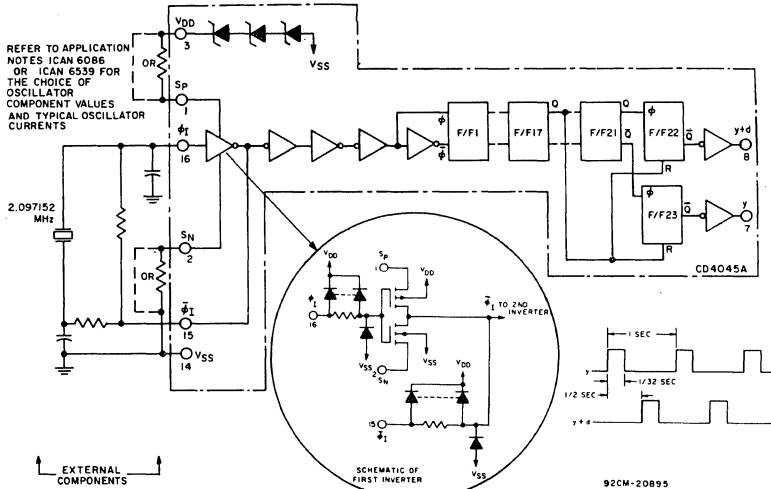 REFER TO APPLICATION
NOTES ICAN 6086
OR ICAN 6539 FOR
THE CHOICE OF
OSCILLATOR
COMPONENT VALUES
AND TYPICAL OSCILLATOR
CURRENTS
VDD
3
OR
SP
1
VSS
ϕI
16
2.097152
MHz
SN
2
OR
ϕ̅I
15
VSS
14
EXTERNAL
COMPONENTS
ϕ
ϕ̅
F/F1
F/F17
Q
F/F21
Q
Q̅
ϕ
F/F22
Q̅
R
y+d
8
ϕ
F/F23
Q̅
R
y
7
CD4045A
SP
1
VDD
VDD
ϕI
16
ϕ̅I TO 2ND
INVERTER
VSS
VSS
2
SN
VDD
15
ϕ̅I
VSS
SCHEMATIC OF
FIRST INVERTER
1 SEC
y
1/32 SEC
1/2 SEC
y+d
92CM-20895